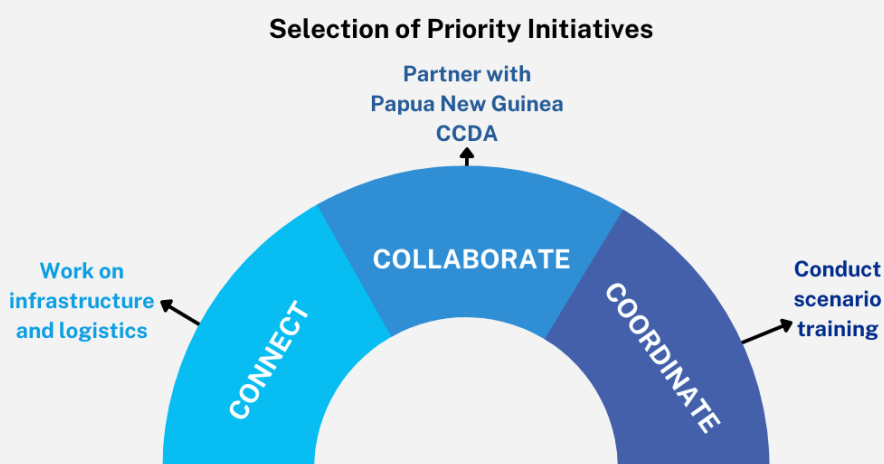 Selection of Priority Initiatives
Partner with
Papua New Guinea
CCDA
COLLABORATE
Work on
infrastructure
and logistics
CONNECT
Conduct
scenario
training
COORDINATE